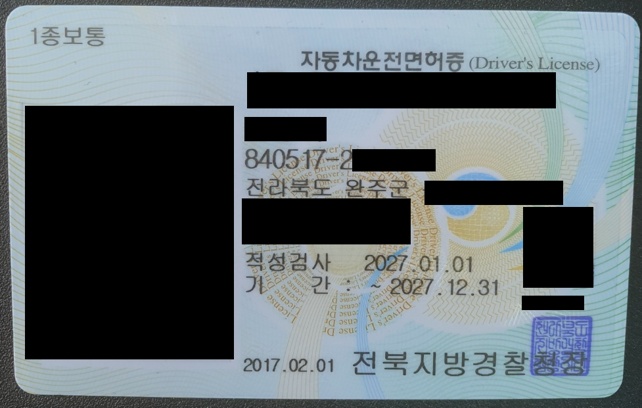 1종보통
자동차운전면허증 (Driver's License)
840517-2
전라북도 완주군
적성검사 2027.01.01
기 간 : ~ 2027.12.31
2017.02.01 전북지방경찰청장